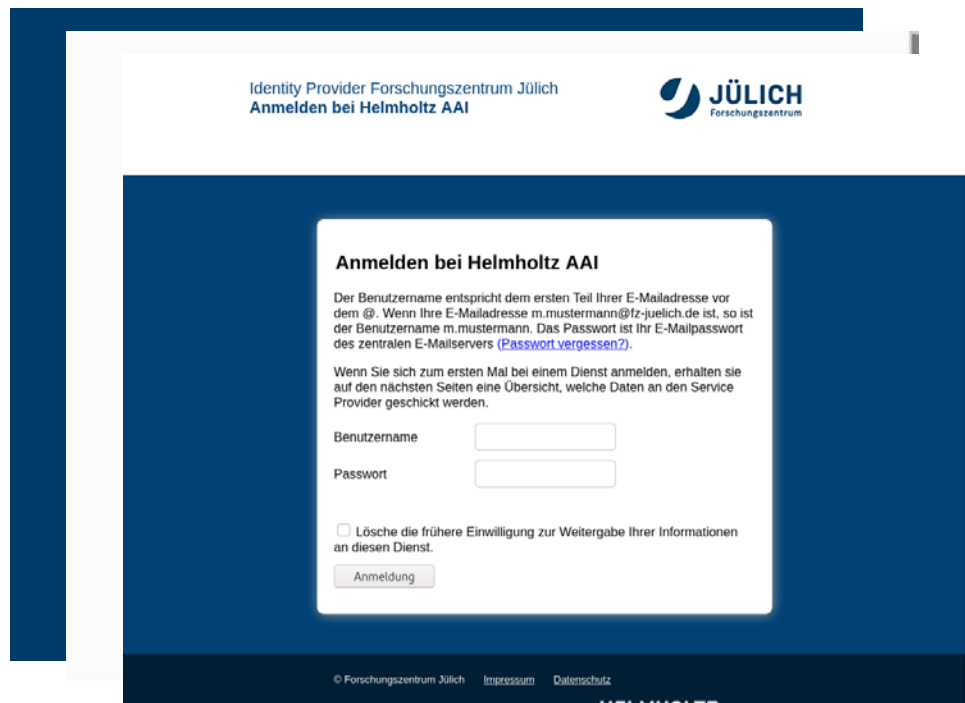 Identity Provider Forschungszentrum Jülich
Anmelden bei Helmholtz AAI
JÜLICH
Forschungszentrum
Anmelden bei Helmholtz AAI
Der Benutzername entspricht dem ersten Teil Ihrer E-Mailadresse vor
dem @. Wenn Ihre E-Mailadresse m.mustermann@fz-juelich.de ist, so ist
der Benutzername m.mustermann. Das Passwort ist Ihr E-Mailpasswort
des zentralen E-Mailservers (Passwort vergessen?).
Wenn Sie sich zum ersten Mal bei einem Dienst anmelden, erhalten sie
auf den nächsten Seiten eine Übersicht, welche Daten an den Service
Provider geschickt werden.
Benutzername
Passwort
Lösche die frühere Einwilligung zur Weitergabe Ihrer Informationen
an diesen Dienst.
Anmeldung
© Forschungszentrum Jülich Impressum Datenschutz